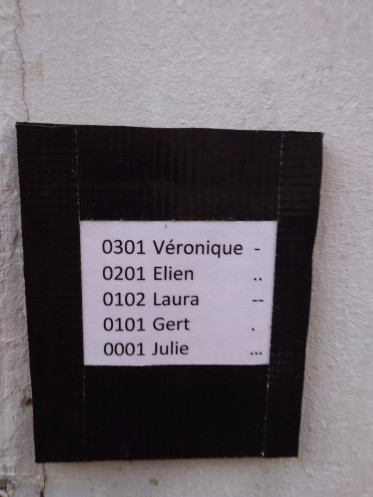 0301 Véronique -
0201 Elien ..
0102 Laura --
0101 Gert .
0001 Julie ...